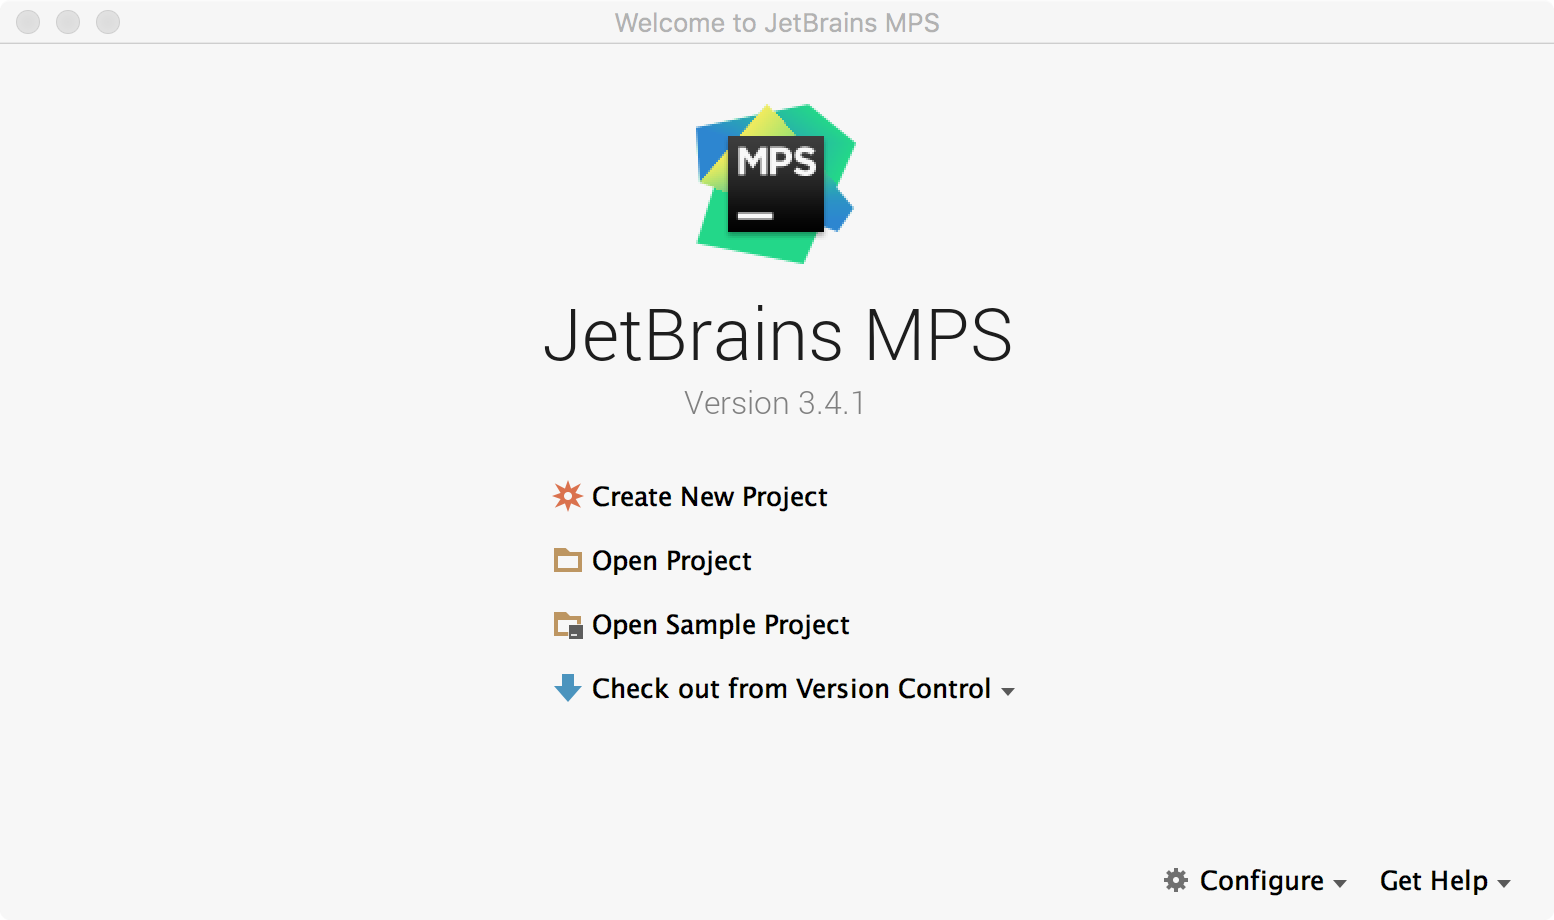 Welcome to JetBrains MPS
MPS
JetBrains MPS
Version 3.4.1
Create New Project
Open Project
Open Sample Project
Check out from Version Control
Configure
Get Help